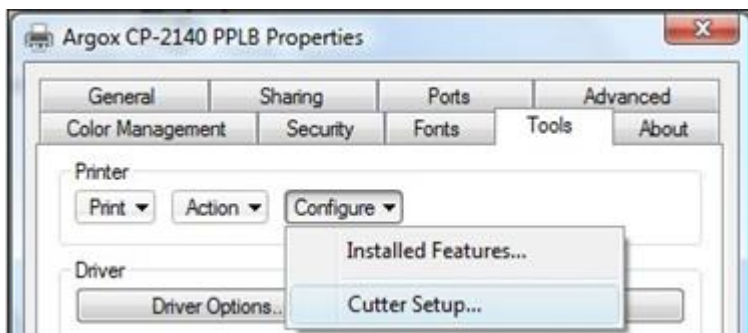 Argox CP-2140 PPLB Properties
General Sharing Ports Advanced
Color Management Security Fonts Tools About
Printer
Print Action Configure
Installed Features...
Driver
Driver Options... Cutter Setup...